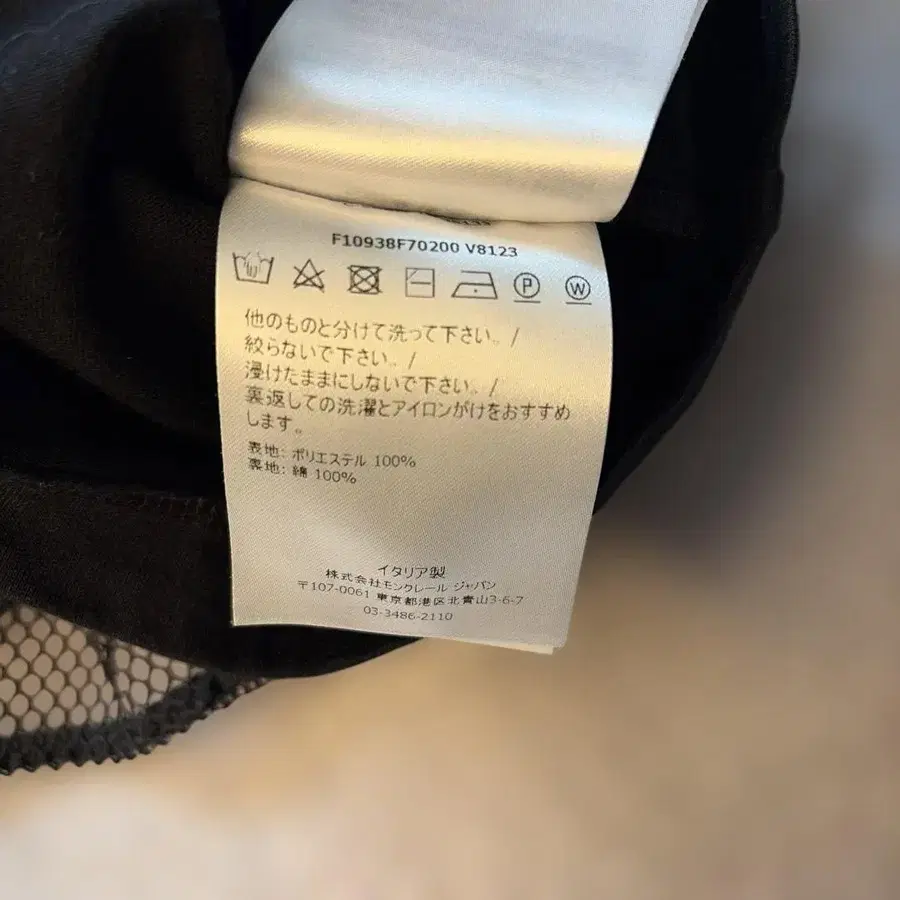 F10938F70200 V8123
P
W
他のものと分けて洗って下さい。/
絞らないで下さい。/
浸けたままにしないで下さい。/
裏返しての洗濯とアイロンがけをおすすめ
します。
表地: ポリエステル 100%
裏地: 綿 100%
イタリア製
株式会社モンクレール ジャパン
〒107-0061 東京都港区北青山3-6-7
03-3486-2110